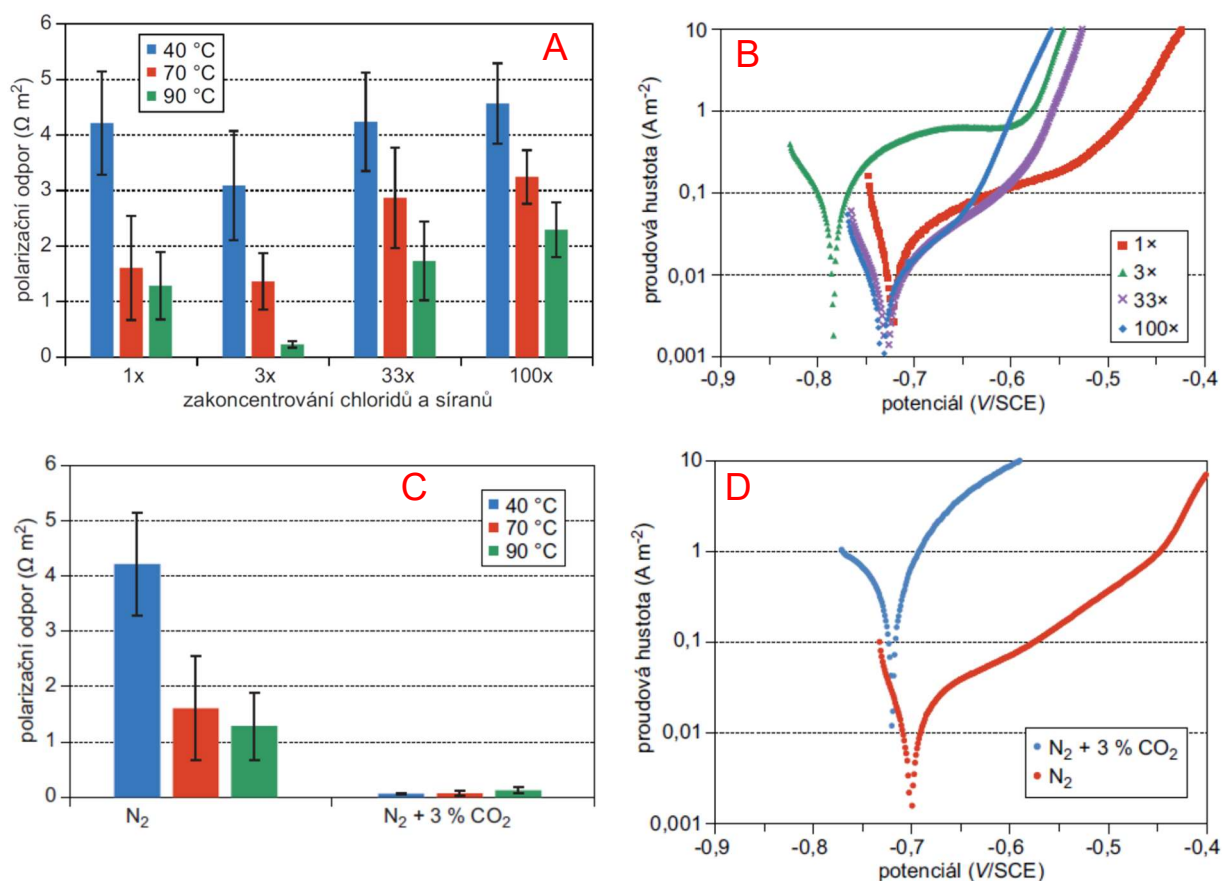 A
polarizační odpor (Ω m²)
6
5
4
3
2
1
0
40 °C
70 °C
90 °C
1x 3x 33x 100x
zakoncentrování chloridů a síranů
B
proudová hustota (A m⁻²)
10
1
0,1
0,01
0,001
1×
3×
33×
100×
-0,9 -0,8 -0,7 -0,6 -0,5 -0,4
potenciál (V/SCE)
C
polarizační odpor (Ω m²)
6
5
4
3
2
1
0
40 °C
70 °C
90 °C
N₂ N₂ + 3 % CO₂
D
proudová hustota (A m⁻²)
10
1
0,1
0,01
0,001
N₂ + 3 % CO₂
N₂
-0,9 -0,8 -0,7 -0,6 -0,5 -0,4
potenciál (V/SCE)